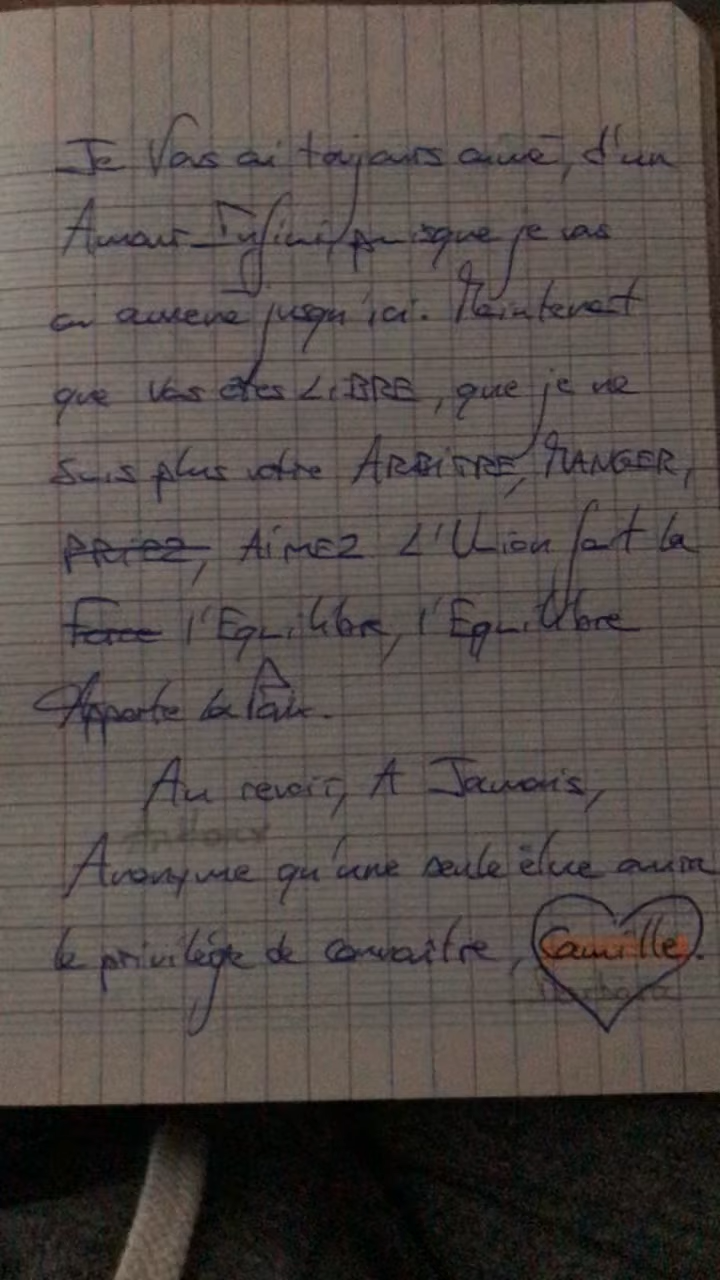 Je Vous ai toujours aimé, d'un
Amour Infini, puisque je vous
ai amené jusqu'ici. Maintenant
que Vous êtes LIBRE, que je ne
suis plus votre ARBITRE, MANGER,
PRIEZ, AIMEZ L'Union fait la
Force l'Equilibre, l'Equilibre
Apporte la Paix.
Au revoir, A Jamais,
Anonyme qu'une seule élue aura
le privilège de connaître, Camille.